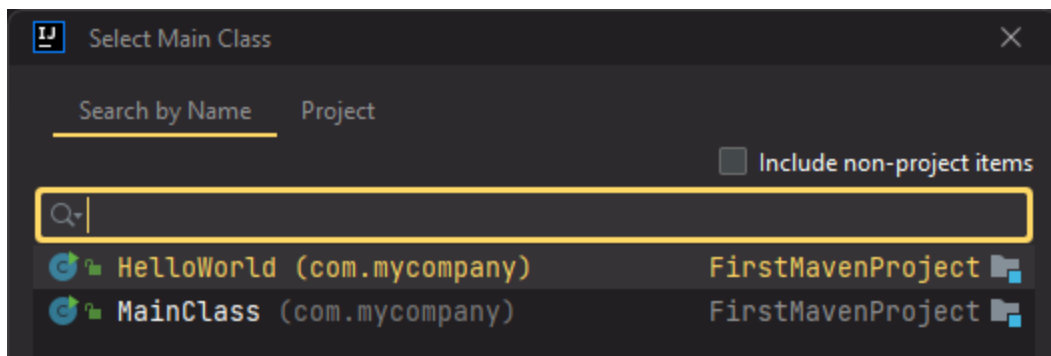 IJ
Select Main Class
Search by Name Project
Include non-project items
HelloWorld (com.mycompany) FirstMavenProject
MainClass (com.mycompany) FirstMavenProject